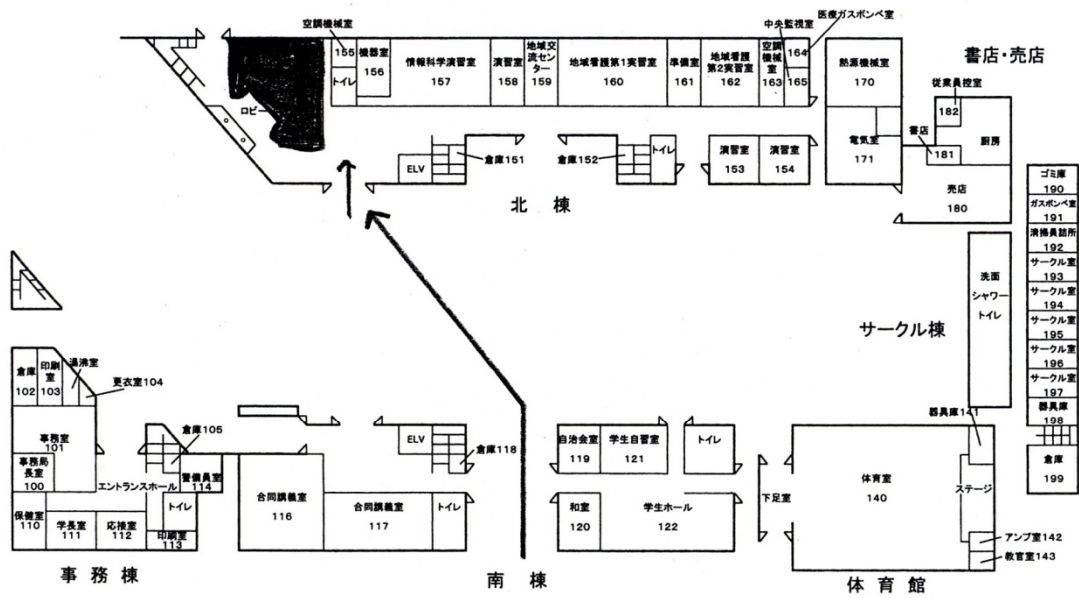 空調機械室
155
トイレ
機器室
156
情報科学演習室
157
演習室
158
地域交
流セン
ター
159
地域看護第1実習室
160
準備室
161
地域看護
第2実習室
162
空調
機械
室
163
中央監視室
医療ガスボンベ室
164
165
熱源機械室
170
電気室
171
書店・売店
従業員控室
182
書店
181
厨房
売店
180
ロビー
ELV
倉庫151
倉庫152
トイレ
演習室
153
演習室
154
北棟
ゴミ庫
190
ガスボンベ室
191
清掃員詰所
192
サークル室
193
サークル室
194
サークル室
195
サークル室
196
サークル室
197
器具庫
198
倉庫
199
洗面
シャワー
トイレ
サークル棟
倉庫
102
印刷
室
103
湯沸室
更衣室104
事務室
101
事務局
長室
100
倉庫105
エントランスホール
警備員室
114
トイレ
保健室
110
学長室
111
応接室
112
印刷室
113
事務棟
合同講義室
116
合同講義室
117
ELV
倉庫118
トイレ
自治会室
119
学生自習室
121
トイレ
和室
120
学生ホール
122
南棟
下足室
体育室
140
器具庫141
ステージ
アンプ室142
教官室143
体育館